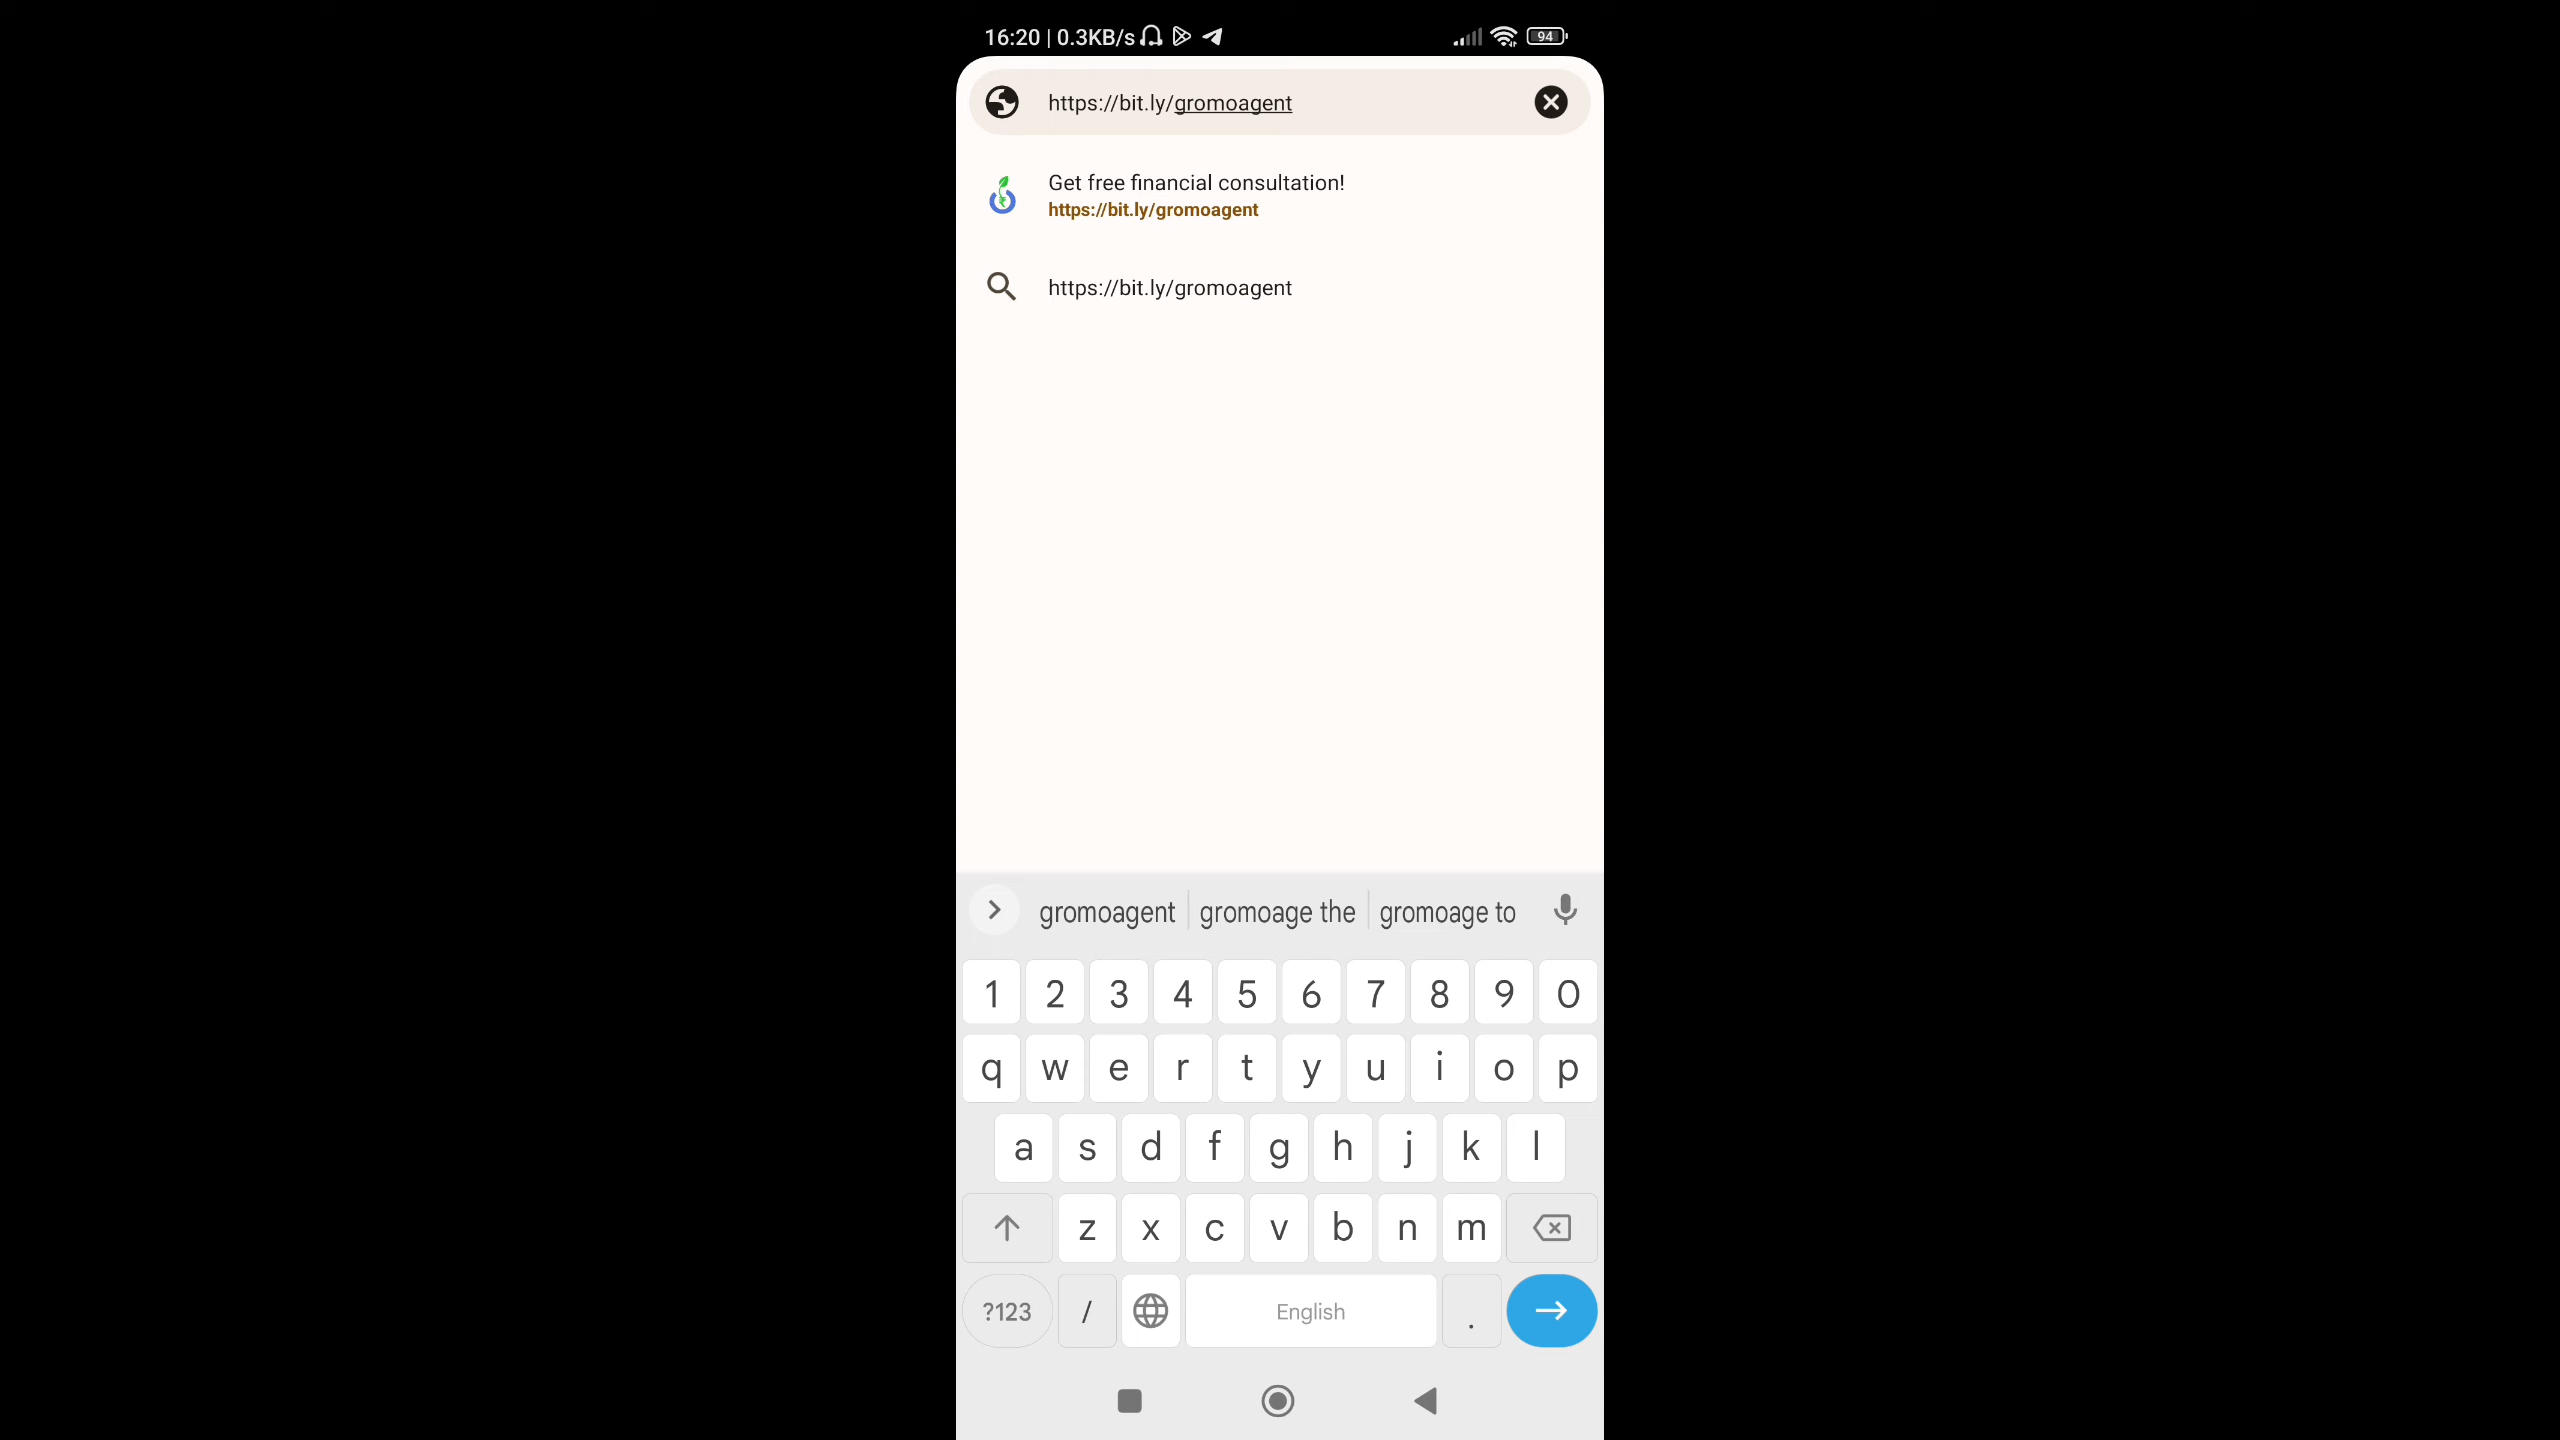 16:20 | 0.3KB/s 94
https://bit.ly/gromoagent
Get free financial consultation!
https://bit.ly/gromoagent
https://bit.ly/gromoagent
gromoagent gromoage the gromoage to
1 2 3 4 5 6 7 8 9 0
q w e r t y u i o p
a s d f g h j k l
z x c v b n m
?123 / English .